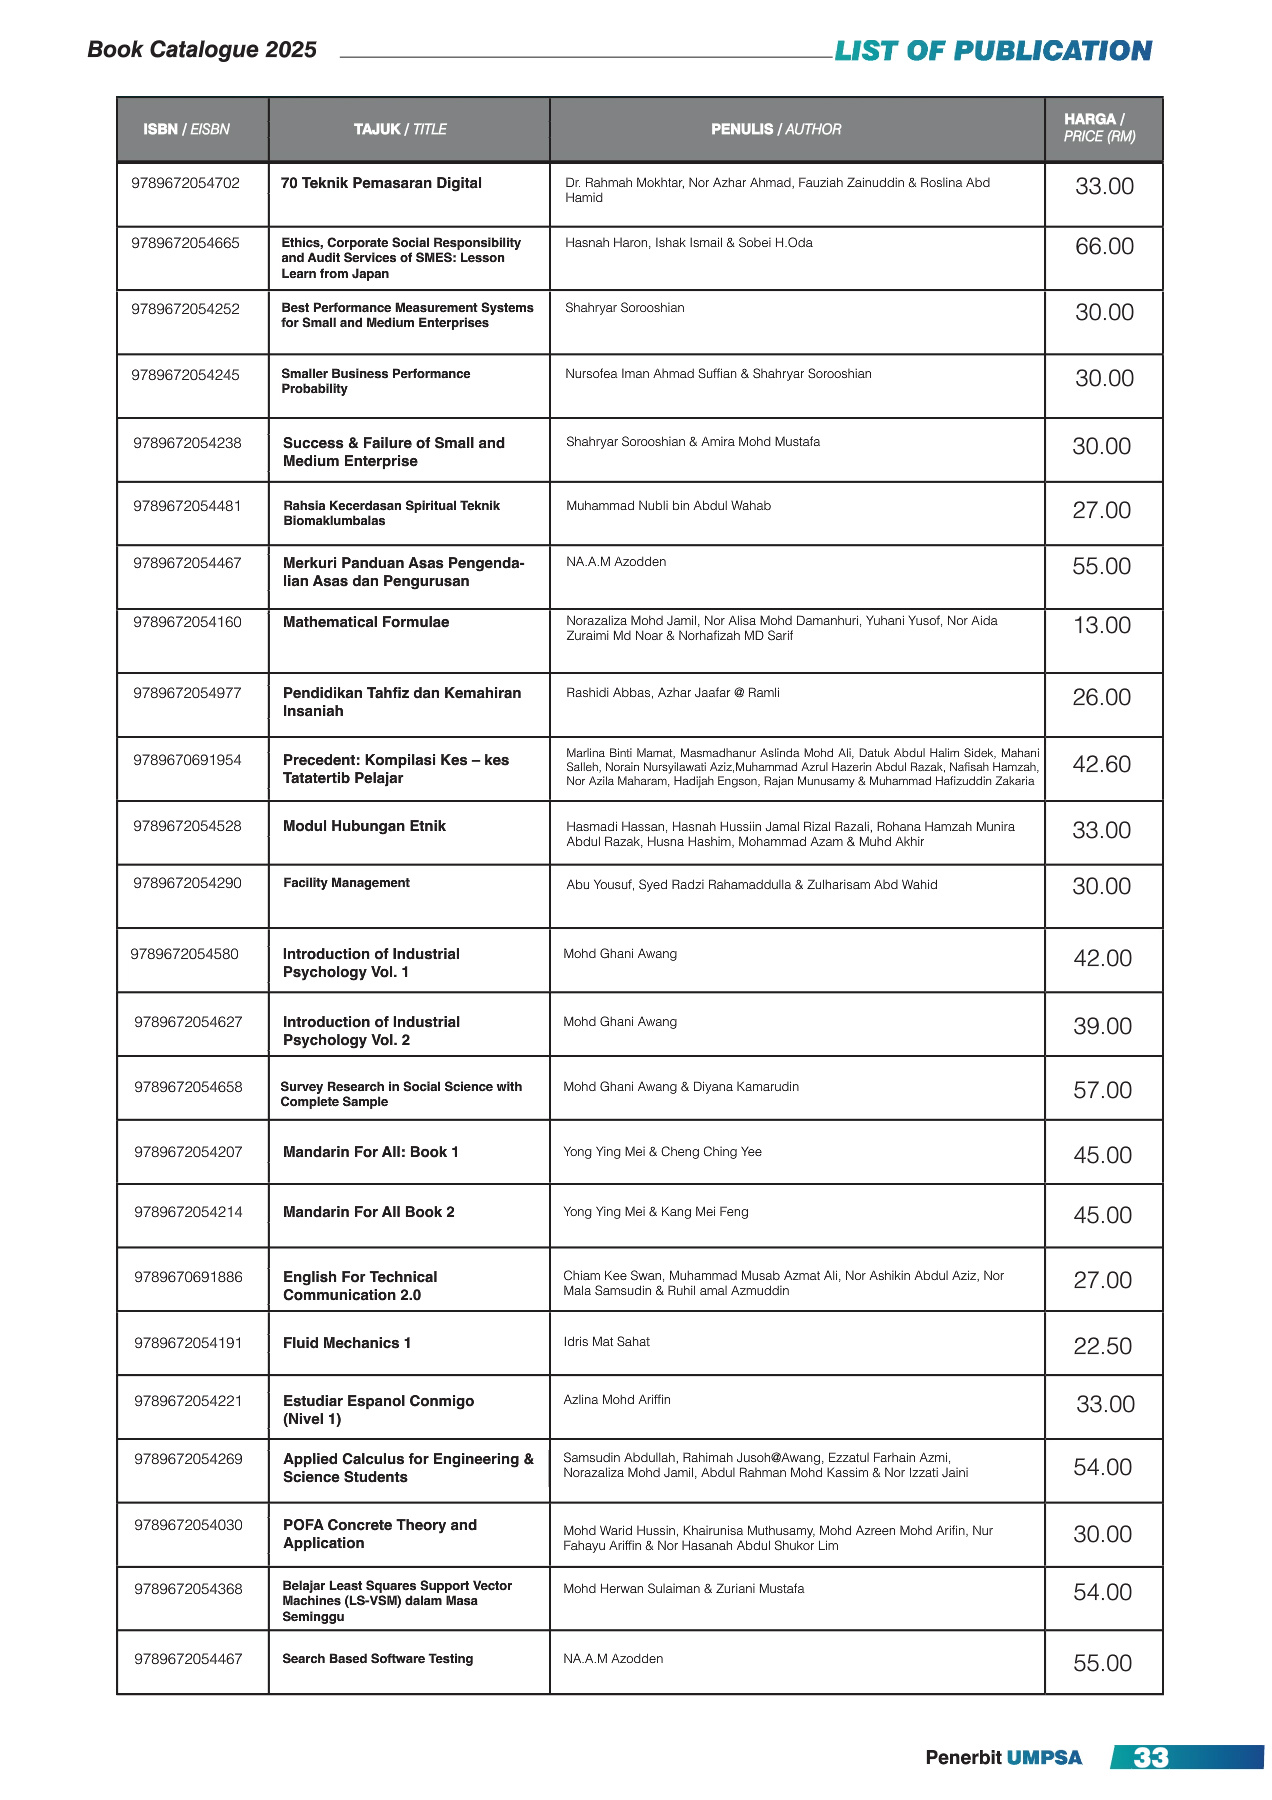 Book Catalogue 2025
LIST OF PUBLICATION
ISBN / EISBN
TAJUK / TITLE
PENULIS / AUTHOR
HARGA /
PRICE (RM)
9789672054702
70 Teknik Pemasaran Digital
Dr. Rahmah Mokhtar, Nor Azhar Ahmad, Fauziah Zainuddin & Roslina Abd
Hamid
33.00
9789672054665
Ethics, Corporate Social Responsibility
and Audit Services of SMES: Lesson
Learn from Japan
Hasnah Haron, Ishak Ismail & Sobei H.Oda
66.00
9789672054252
Best Performance Measurement Systems
for Small and Medium Enterprises
Shahryar Sorooshian
30.00
9789672054245
Smaller Business Performance
Probability
Nursofea Iman Ahmad Suffian & Shahryar Sorooshian
30.00
9789672054238
Success & Failure of Small and
Medium Enterprise
Shahryar Sorooshian & Amira Mohd Mustafa
30.00
9789672054481
Rahsia Kecerdasan Spiritual Teknik
Biomaklumbalas
Muhammad Nubli bin Abdul Wahab
27.00
9789672054467
Merkuri Panduan Asas Pengenda-
lian Asas dan Pengurusan
NA.A.M Azodden
55.00
9789672054160
Mathematical Formulae
Norazaliza Mohd Jamil, Nor Alisa Mohd Damanhuri, Yuhani Yusof, Nor Aida
Zuraimi Md Noar & Norhafizah MD Sarif
13.00
9789672054977
Pendidikan Tahfiz dan Kemahiran
Insaniah
Rashidi Abbas, Azhar Jaafar @ Ramli
26.00
9789670691954
Precedent: Kompilasi Kes – kes
Tatatertib Pelajar
Marlina Binti Mamat, Masmadhanur Aslinda Mohd Ali, Datuk Abdul Halim Sidek, Mahani
Salleh, Norain Nursyilawati Aziz,Muhammad Azrul Hazerin Abdul Razak, Nafisah Hamzah,
Nor Azila Maharam, Hadijah Engson, Rajan Munusamy & Muhammad Hafizuddin Zakaria
42.60
9789672054528
Modul Hubungan Etnik
Hasmadi Hassan, Hasnah Hussiin Jamal Rizal Razali, Rohana Hamzah Munira
Abdul Razak, Husna Hashim, Mohammad Azam & Muhd Akhir
33.00
9789672054290
Facility Management
Abu Yousuf, Syed Radzi Rahamaddulla & Zulharisam Abd Wahid
30.00
9789672054580
Introduction of Industrial
Psychology Vol. 1
Mohd Ghani Awang
42.00
9789672054627
Introduction of Industrial
Psychology Vol. 2
Mohd Ghani Awang
39.00
9789672054658
Survey Research in Social Science with
Complete Sample
Mohd Ghani Awang & Diyana Kamarudin
57.00
9789672054207
Mandarin For All: Book 1
Yong Ying Mei & Cheng Ching Yee
45.00
9789672054214
Mandarin For All Book 2
Yong Ying Mei & Kang Mei Feng
45.00
9789670691886
English For Technical
Communication 2.0
Chiam Kee Swan, Muhammad Musab Azmat Ali, Nor Ashikin Abdul Aziz, Nor
Mala Samsudin & Ruhil amal Azmuddin
27.00
9789672054191
Fluid Mechanics 1
Idris Mat Sahat
22.50
9789672054221
Estudiar Espanol Conmigo
(Nivel 1)
Azlina Mohd Ariffin
33.00
9789672054269
Applied Calculus for Engineering &
Science Students
Samsudin Abdullah, Rahimah Jusoh@Awang, Ezzatul Farhain Azmi,
Norazaliza Mohd Jamil, Abdul Rahman Mohd Kassim & Nor Izzati Jaini
54.00
9789672054030
POFA Concrete Theory and
Application
Mohd Warid Hussin, Khairunisa Muthusamy, Mohd Azreen Mohd Arifin, Nur
Fahayu Ariffin & Nor Hasanah Abdul Shukor Lim
30.00
9789672054368
Belajar Least Squares Support Vector
Machines (LS-VSM) dalam Masa
Seminggu
Mohd Herwan Sulaiman & Zuriani Mustafa
54.00
9789672054467
Search Based Software Testing
NA.A.M Azodden
55.00
Penerbit UMPSA
33